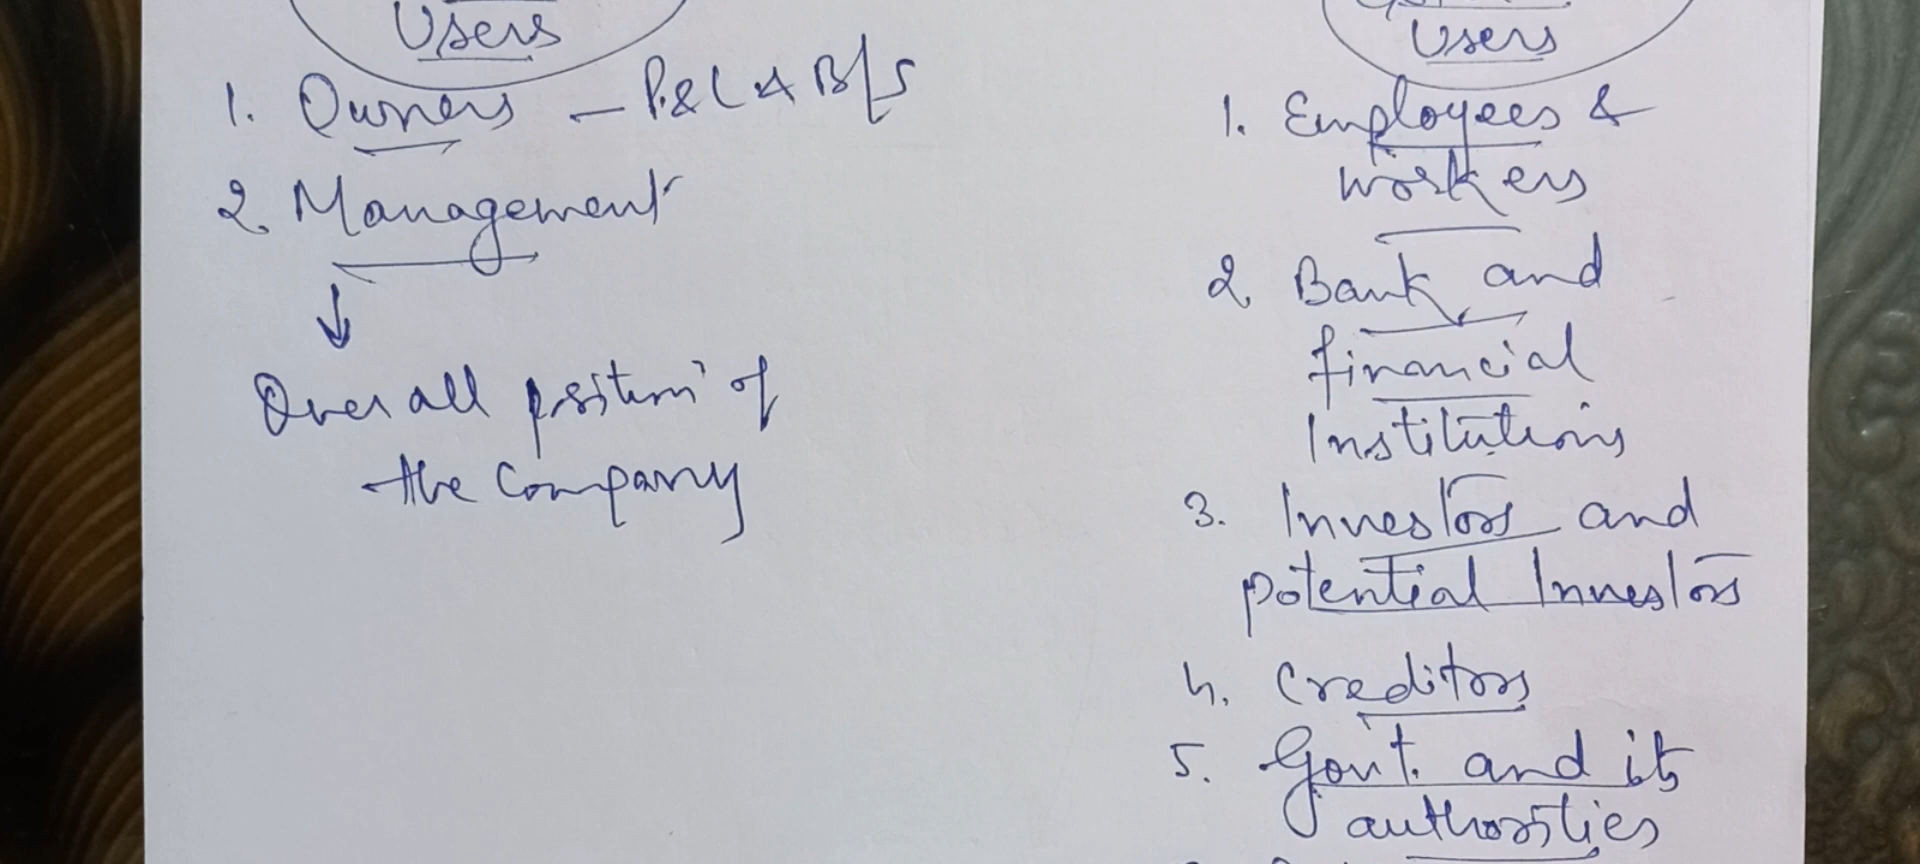 Users
1. Owners - P&L & B/S
2 Management
↓
Overall position of
the Company
Users
1. Employees &
workers
2 Bank and
financial
Institutions
3. Investors and
potential Investors
4. Creditors
5. Gov't. and its
authorities